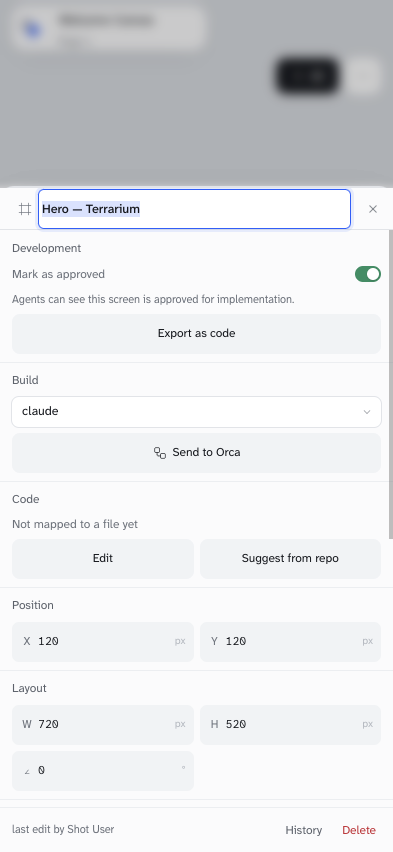 Hero — Terrarium
Development
Mark as approved
Agents can see this screen is approved for implementation.
Export as code
Build
claude
Send to Orca
Code
Not mapped to a file yet
Edit
Suggest from repo
Position
X 120 px
Y 120 px
Layout
W 720 px
H 520 px
∠ 0 °
last edit by Shot User
History
Delete